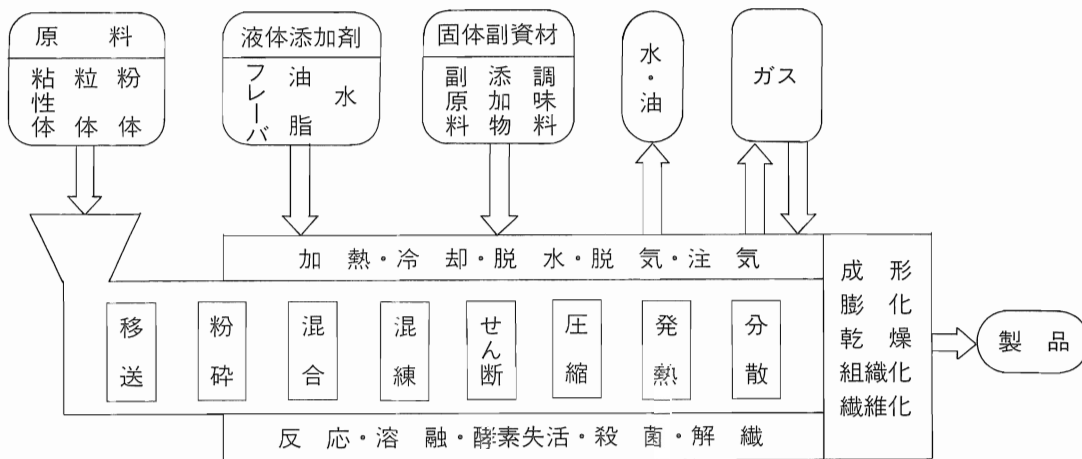 原料
粘性体 粒体 粉体
液体添加剤
フレーバ 油脂 水
固体副資材
副原料 添加物 調味料
水・油
ガス
加熱・冷却・脱水・脱気・注気
移送 粉砕 混合 混練 せん断 圧縮 発熱 分散
反応・溶融・酵素失活・殺菌・解繊
成形
膨化
乾燥
組織化
繊維化
製品